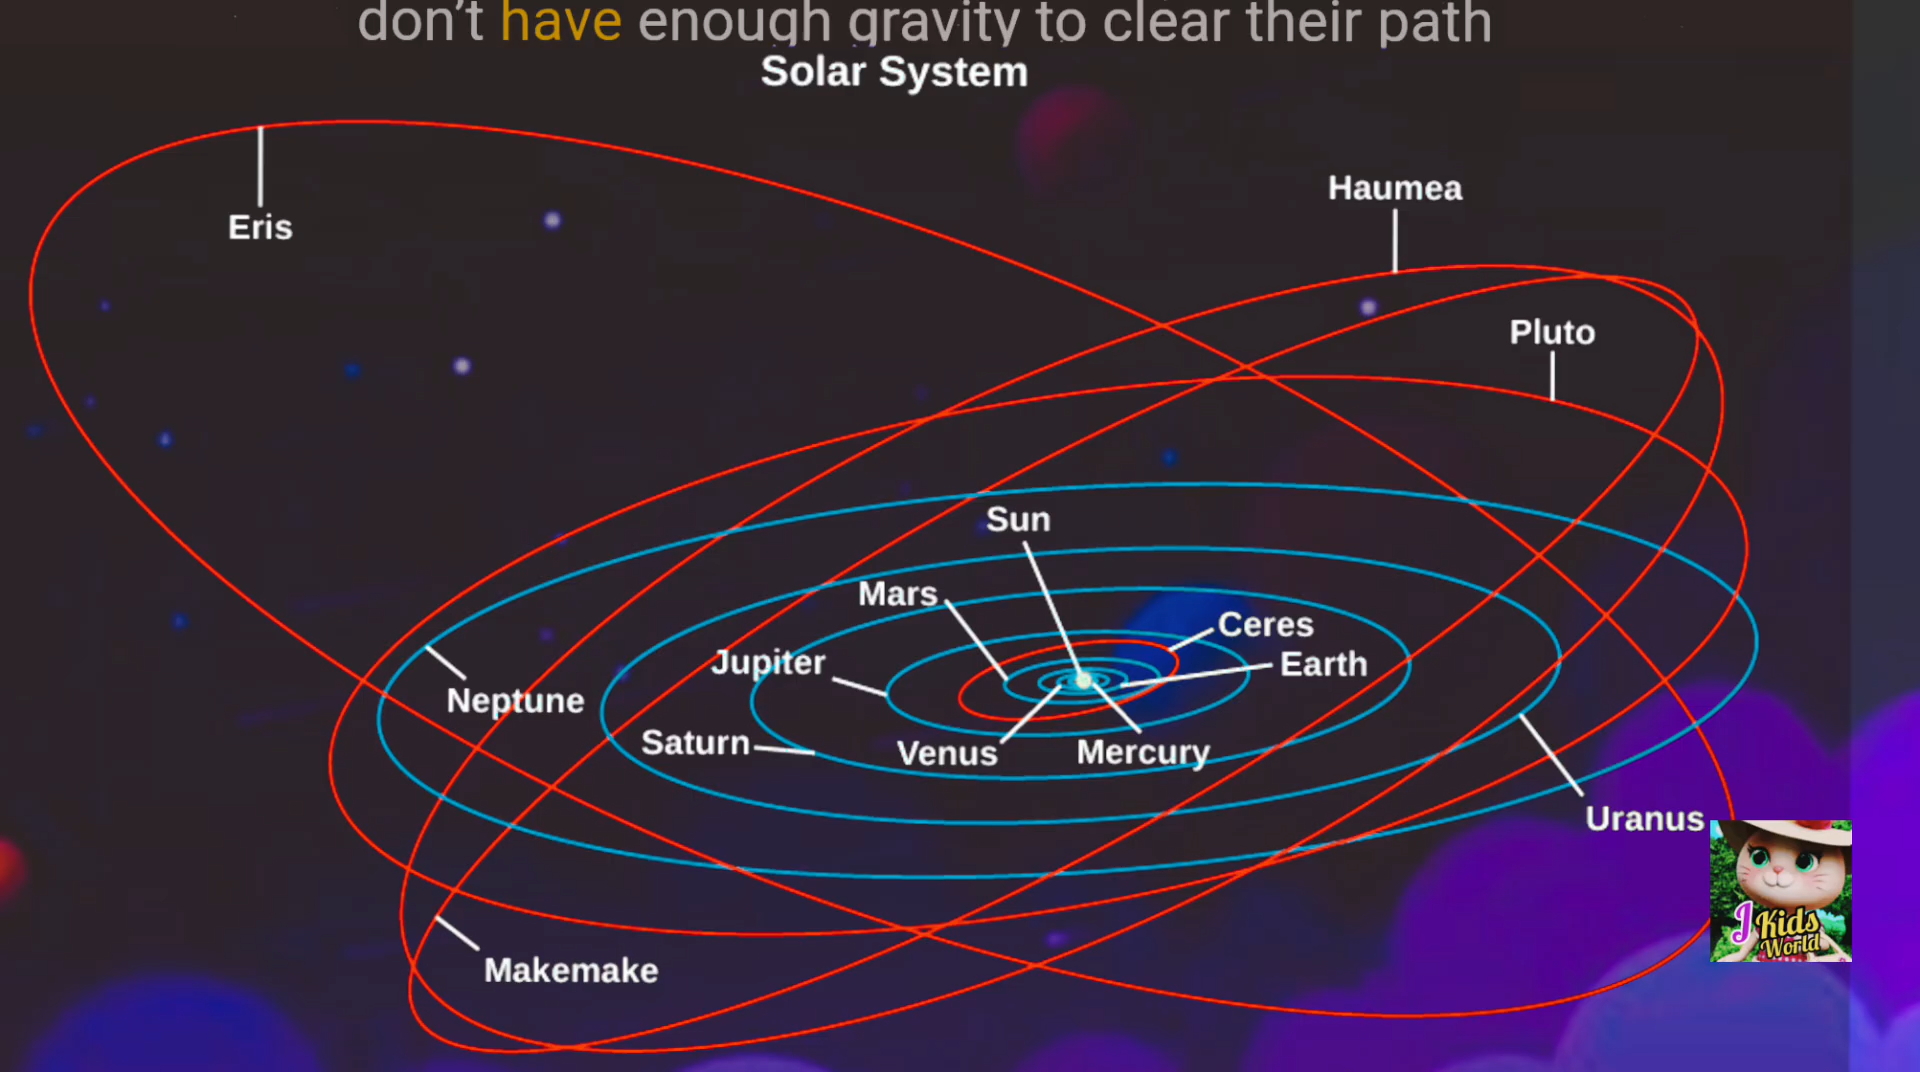 don't have enough gravity to clear their path
Solar System
Haumea
Eris
Pluto
Sun
Mars
Ceres
Jupiter
Earth
Neptune
Saturn
Venus
Mercury
Uranus
Makemake
J Kids
World